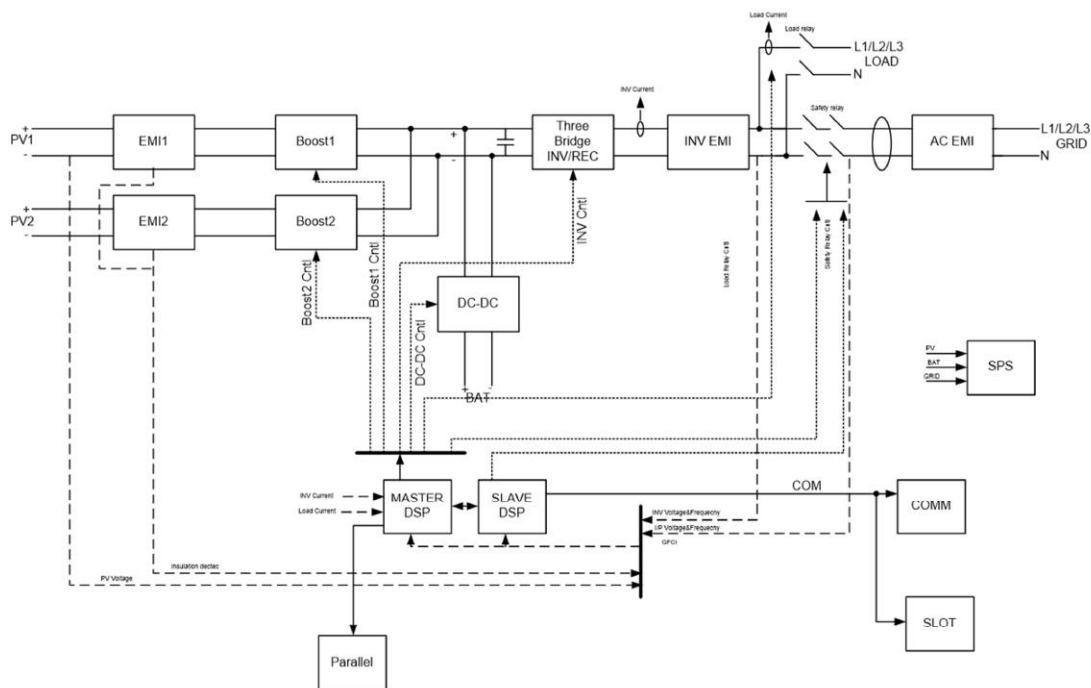 Load Current
Load relay
L1/L2/L3
LOAD
N
INV Current
Safety relay
PV1
+
-
EMI1
Boost1
+
-
Three
Bridge
INV/REC
INV EMI
AC EMI
L1/L2/L3
GRID
N
PV2
+
-
EMI2
Boost2
Boost2 Cntl
Boost1 Cntl
INV Cntl
DC-DC Cntl
DC-DC
+
-
BAT
Load Relay Cntl
Safety Relay Cntl
PV
BAT
GRID
SPS
INV Current
Load Current
MASTER
DSP
SLAVE
DSP
COM
COMM
INV Voltage&Frequecny
I/P Voltage&Frequecny
GFCI
Insulation dectec
PV Voltage
SLOT
Parallel